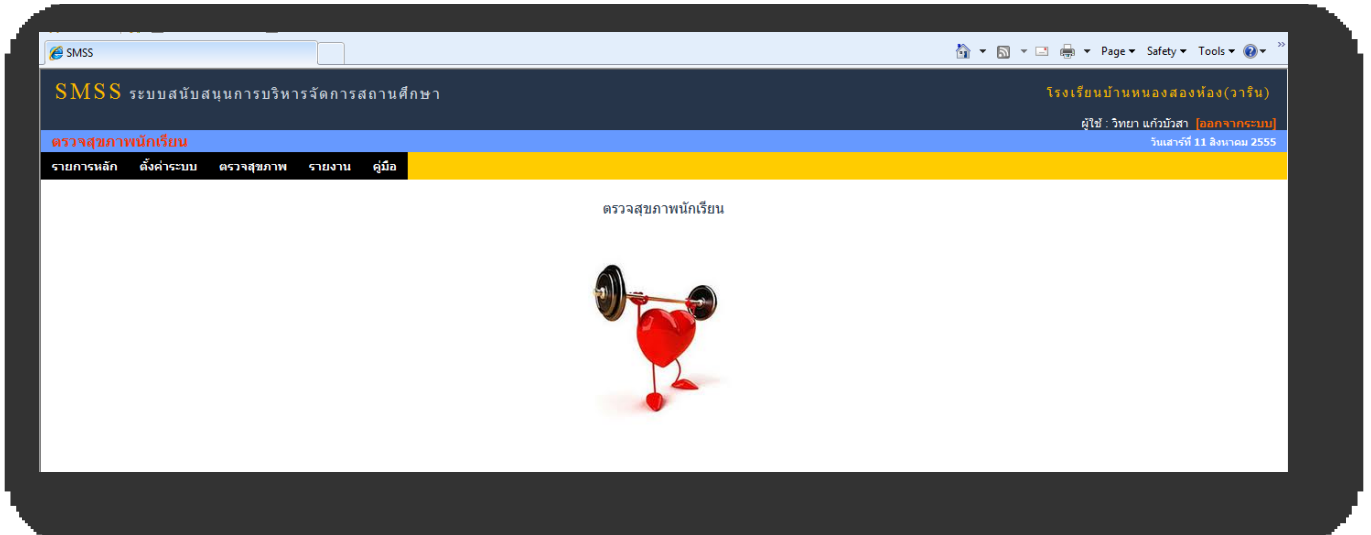 SMSS
Page Safety Tools
SMSS ระบบสนับสนุนการบริหารจัดการสถานศึกษา
โรงเรียนบ้านหนองสองห้อง(วาริน)
ผู้ใช้ : วิทยา แก้วบัวสา [ออกจากระบบ]
ตรวจสุขภาพนักเรียน
วันเสาร์ที่ 11 สิงหาคม 2555
รายการหลัก ตั้งค่าระบบ ตรวจสุขภาพ รายงาน คู่มือ
ตรวจสุขภาพนักเรียน